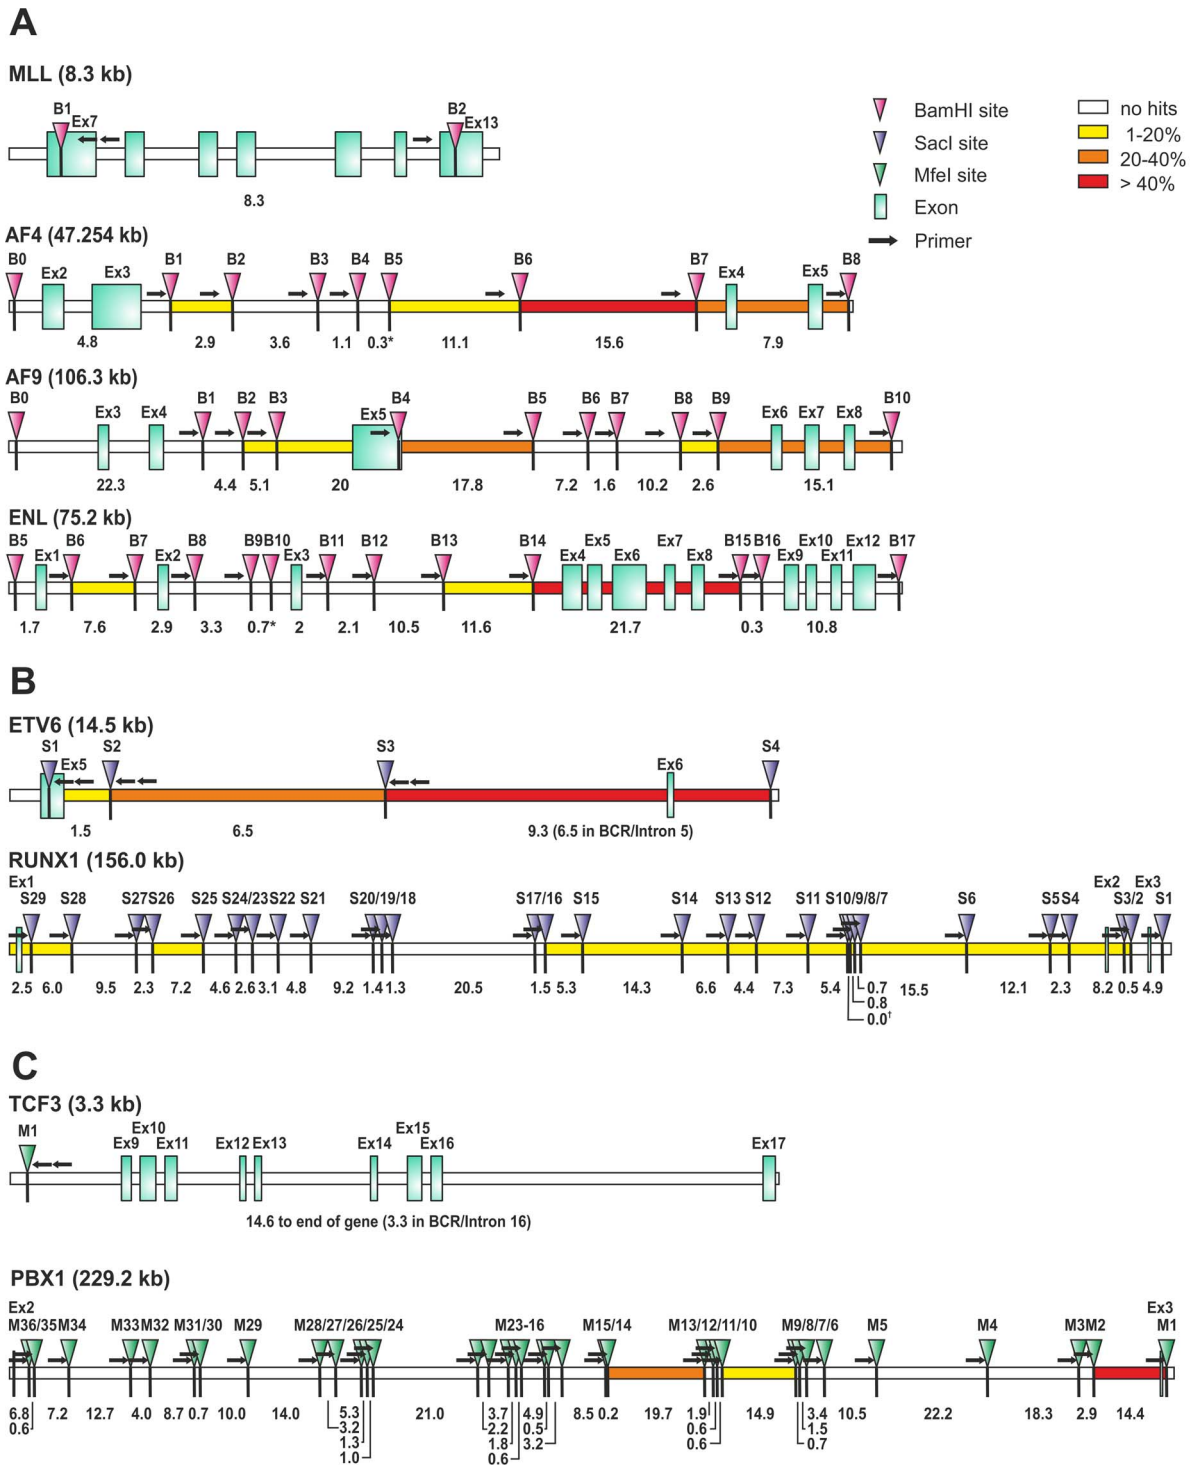 A
MLL (8.3 kb)
B1
Ex7
B2
Ex13
8.3
BamHI site
SacI site
MfeI site
Exon
Primer
no hits
1-20%
20-40%
> 40%
AF4 (47.254 kb)
B0 Ex2 Ex3 B1 B2 B3 B4 B5 B6 B7 Ex4 Ex5 B8
4.8 2.9 3.6 1.1 0.3* 11.1 15.6 7.9
AF9 (106.3 kb)
B0 Ex3 Ex4 B1 B2 B3 Ex5 B4 B5 B6 B7 B8 B9 Ex6 Ex7 Ex8 B10
22.3 4.4 5.1 20 17.8 7.2 1.6 10.2 2.6 15.1
ENL (75.2 kb)
B5 Ex1 B6 B7 Ex2 B8 B9 B10 Ex3 B11 B12 B13 B14 Ex4 Ex5 Ex6 Ex7 Ex8 B15 B16 Ex9 Ex10 Ex11 Ex12 B17
1.7 7.6 2.9 3.3 0.7* 2 2.1 10.5 11.6 21.7 0.3 10.8
B
ETV6 (14.5 kb)
S1 Ex5 S2 S3 Ex6 S4
1.5 6.5 9.3 (6.5 in BCR/Intron 5)
RUNX1 (156.0 kb)
Ex1 Ex2 Ex3
S29 S28 S27 S26 S25 S24/23 S22 S21 S20/19/18 S17/16 S15 S14 S13 S12 S11 S10/9/8/7 S6 S5 S4 S3/2 S1
2.5 6.0 9.5 2.3 7.2 4.6 2.6 3.1 4.8 9.2 1.4 1.3 20.5 1.5 5.3 14.3 6.6 4.4 7.3 5.4 0.7 15.5 12.1 2.3 8.2 0.5 4.9
0.8
0.0†
C
TCF3 (3.3 kb)
M1 Ex9 Ex10 Ex11 Ex12 Ex13 Ex14 Ex15 Ex16 Ex17
14.6 to end of gene (3.3 in BCR/Intron 16)
PBX1 (229.2 kb)
Ex2 Ex3
M36/35 M34 M33 M32 M31/30 M29 M28/27/26/25/24 M23-16 M15/14 M13/12/11/10 M9/8/7/6 M5 M4 M3 M2 M1
6.8 7.2 12.7 4.0 8.7 0.7 10.0 14.0 5.3 21.0 3.7 4.9 8.5 0.2 19.7 1.9 14.9 3.4 10.5 22.2 18.3 2.9 14.4
0.6 3.2 2.2 0.5 0.6 1.5
1.3 1.8 3.2 0.6 0.7
1.0 0.6